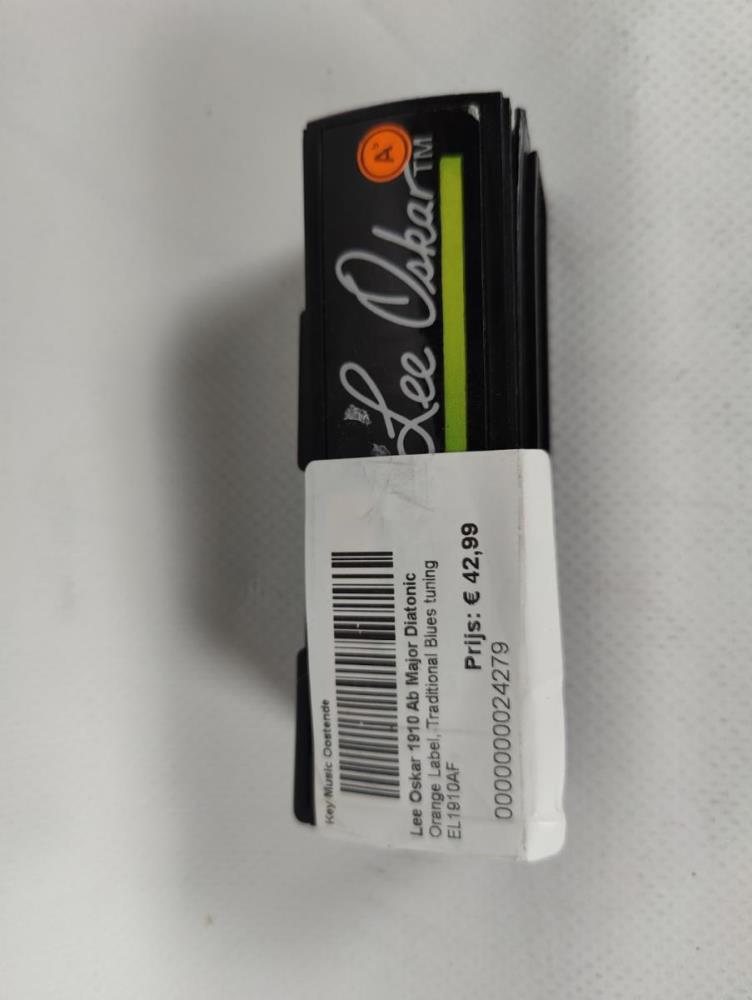 A♭
Lee Oskar™
Key Music Oostende
Lee Oskar 1910 Ab Major Diatonic
Orange Label, Traditional Blues tuning
EL1910AF
Prijs: € 42,99
0000000024279